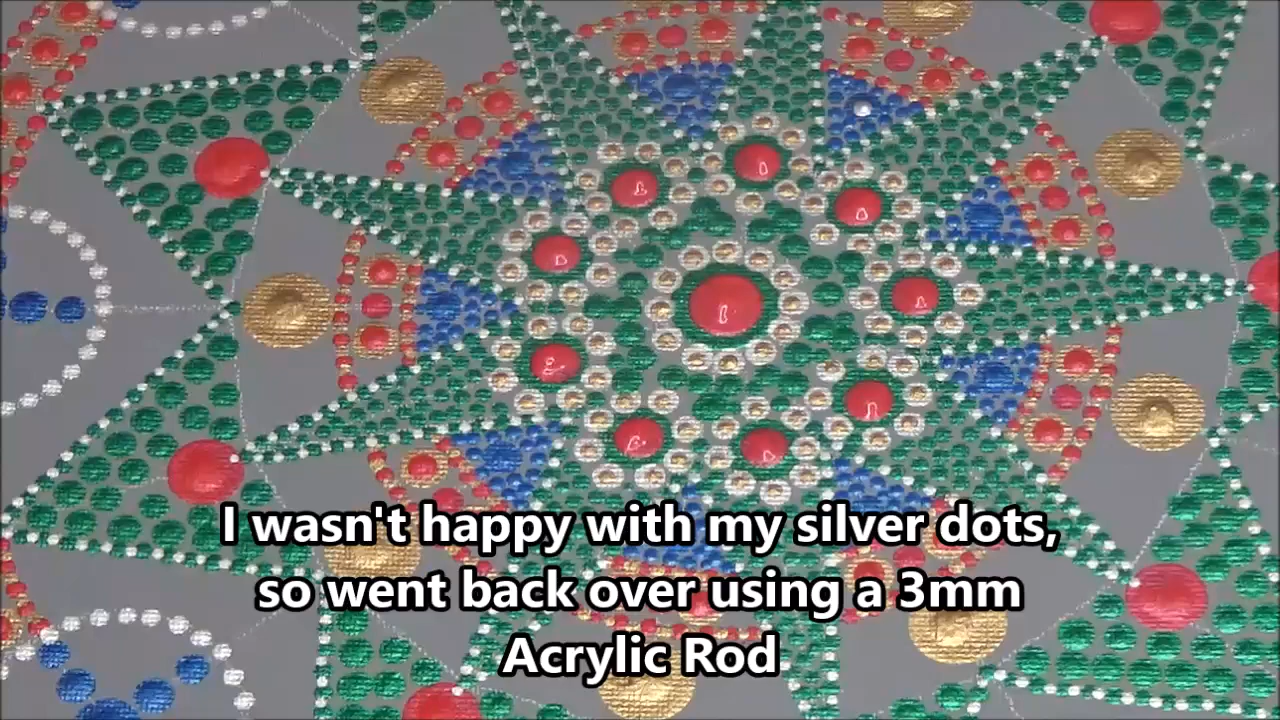 I wasn't happy with my silver dots,
so went back over using a 3mm
Acrylic Rod